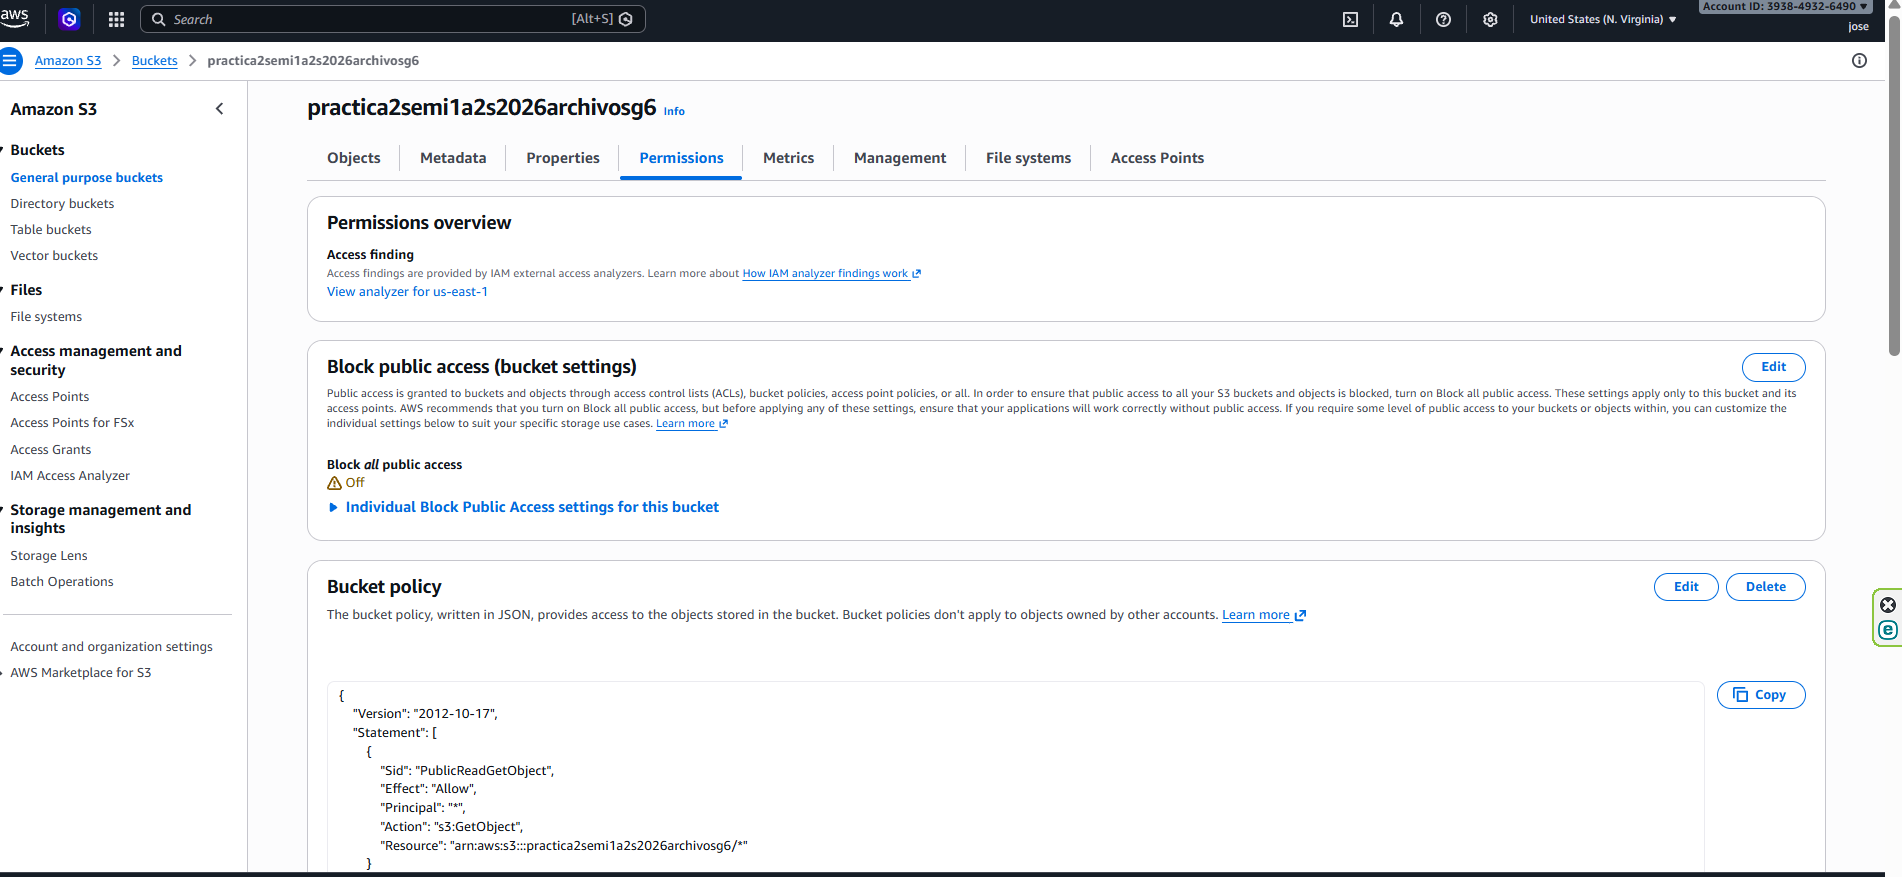 aws
Search
[Alt+S]
United States (N. Virginia)
Account ID: 3938-4932-6490
jose
Amazon S3
Buckets
practica2semi1a2s2026archivosg6
Amazon S3
Buckets
General purpose buckets
Directory buckets
Table buckets
Vector buckets
Files
File systems
Access management and
security
Access Points
Access Points for FSx
Access Grants
IAM Access Analyzer
Storage management and
insights
Storage Lens
Batch Operations
Account and organization settings
AWS Marketplace for S3
practica2semi1a2s2026archivosg6 Info
Objects
Metadata
Properties
Permissions
Metrics
Management
File systems
Access Points
Permissions overview
Access finding
Access findings are provided by IAM external access analyzers. Learn more about How IAM analyzer findings work
View analyzer for us-east-1
Block public access (bucket settings)
Edit
Public access is granted to buckets and objects through access control lists (ACLs), bucket policies, access point policies, or all. In order to ensure that public access to all your S3 buckets and objects is blocked, turn on Block all public access. These settings apply only to this bucket and its
access points. AWS recommends that you turn on Block all public access, but before applying any of these settings, ensure that your applications will work correctly without public access. If you require some level of public access to your buckets or objects within, you can customize the
individual settings below to suit your specific storage use cases. Learn more
Block all public access
Off
Individual Block Public Access settings for this bucket
Bucket policy
Edit
Delete
The bucket policy, written in JSON, provides access to the objects stored in the bucket. Bucket policies don't apply to objects owned by other accounts. Learn more
Copy
{
"Version": "2012-10-17",
"Statement": [
{
"Sid": "PublicReadGetObject",
"Effect": "Allow",
"Principal": "*",
"Action": "s3:GetObject",
"Resource": "arn:aws:s3:::practica2semi1a2s2026archivosg6/*"
}